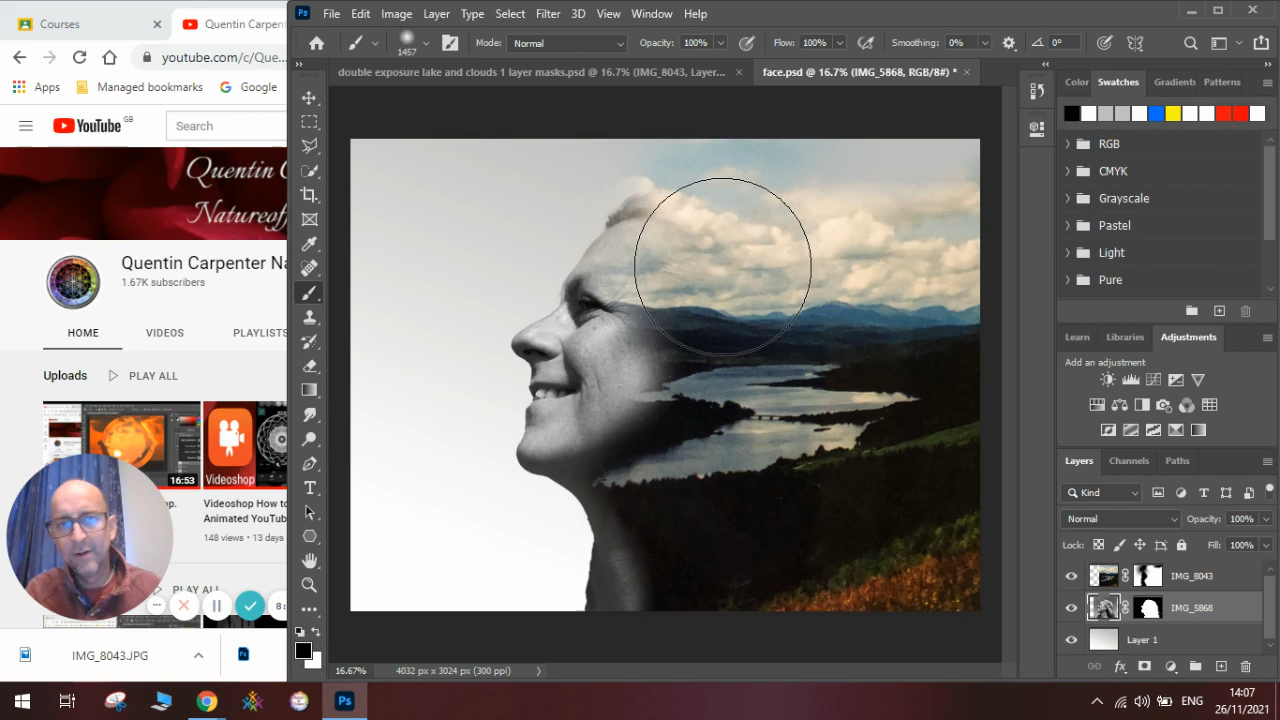 Courses
Quentin Carpenter
youtube.com/c/Que...
Apps
Managed bookmarks
Google
YouTube
GB
Search
Quentin C
Natureof
Quentin Carpenter Na
1.67K subscribers
HOME
VIDEOS
PLAYLISTS
Uploads
PLAY ALL
16:53
Videoshop
Videoshop How to
Animated YouTu
148 views • 13 days
PLAY ALL
8:
IMG_8043.JPG
Ps
File Edit Image Layer Type Select Filter 3D View Window Help
1457
Mode: Normal
Opacity: 100%
Flow: 100%
Smoothing: 0%
0°
double exposure lake and clouds 1 layer masks.psd @ 16.7% (IMG_8043, Layer...
face.psd @ 16.7% (IMG_5868, RGB/8#) *
16.67%
4032 px x 3024 px (300 ppi)
Color Swatches Gradients Patterns
RGB
CMYK
Grayscale
Pastel
Light
Pure
Learn Libraries Adjustments
Add an adjustment
Layers Channels Paths
Kind
Normal
Opacity: 100%
Lock:
Fill: 100%
IMG_8043
IMG_5868
Layer 1
fx
Ps
ENG
14:07
26/11/2021